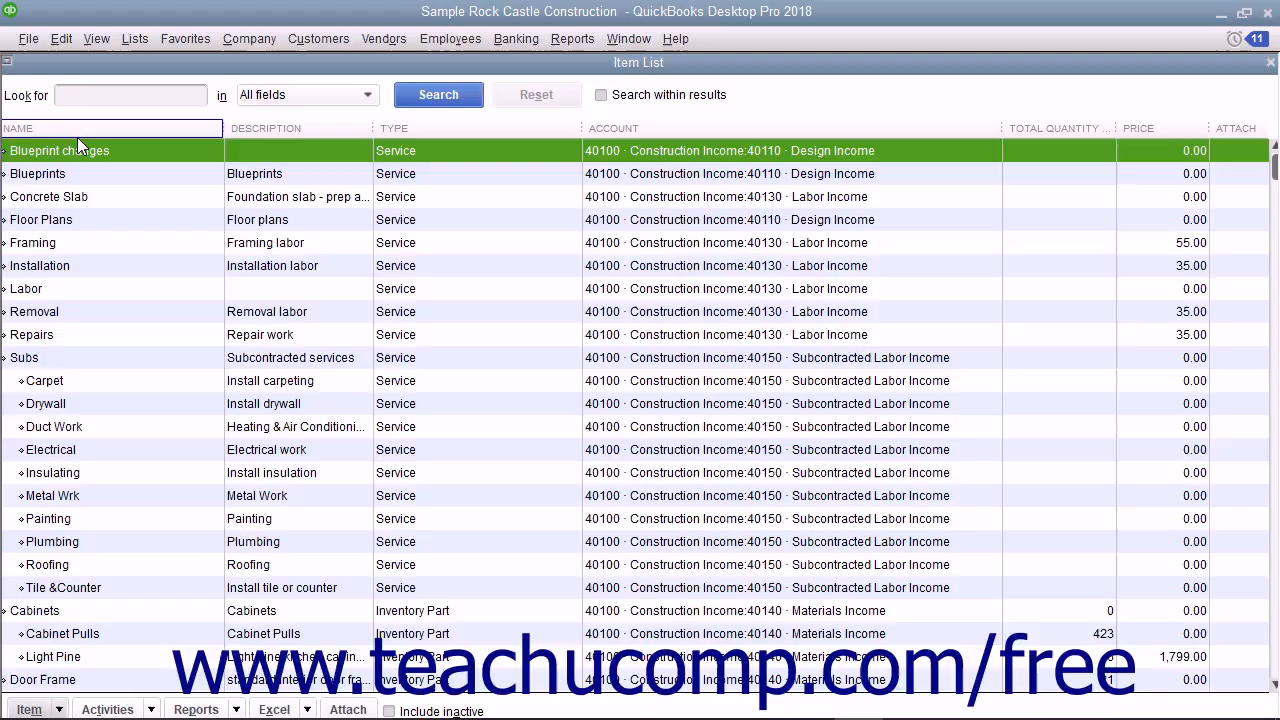 Sample Rock Castle Construction - QuickBooks Desktop Pro 2018
File Edit View Lists Favorites Company Customers Vendors Employees Banking Reports Window Help 11
Item List
Look for in All fields Search Reset Search within results
NAME DESCRIPTION TYPE ACCOUNT TOTAL QUANTITY ... PRICE ATTACH
Blueprint changes Service 40100 · Construction Income:40110 · Design Income 0.00
Blueprints Blueprints Service 40100 · Construction Income:40110 · Design Income 0.00
Concrete Slab Foundation slab - prep a... Service 40100 · Construction Income:40130 · Labor Income 0.00
Floor Plans Floor plans Service 40100 · Construction Income:40110 · Design Income 0.00
Framing Framing labor Service 40100 · Construction Income:40130 · Labor Income 55.00
Installation Installation labor Service 40100 · Construction Income:40130 · Labor Income 35.00
Labor Service 40100 · Construction Income:40130 · Labor Income 0.00
Removal Removal labor Service 40100 · Construction Income:40130 · Labor Income 35.00
Repairs Repair work Service 40100 · Construction Income:40130 · Labor Income 35.00
Subs Subcontracted services Service 40100 · Construction Income:40150 · Subcontracted Labor Income 0.00
Carpet Install carpeting Service 40100 · Construction Income:40150 · Subcontracted Labor Income 0.00
Drywall Install drywall Service 40100 · Construction Income:40150 · Subcontracted Labor Income 0.00
Duct Work Heating & Air Conditioni... Service 40100 · Construction Income:40150 · Subcontracted Labor Income 0.00
Electrical Electrical work Service 40100 · Construction Income:40150 · Subcontracted Labor Income 0.00
Insulating Install insulation Service 40100 · Construction Income:40150 · Subcontracted Labor Income 0.00
Metal Wrk Metal Work Service 40100 · Construction Income:40150 · Subcontracted Labor Income 0.00
Painting Painting Service 40100 · Construction Income:40150 · Subcontracted Labor Income 0.00
Plumbing Plumbing Service 40100 · Construction Income:40150 · Subcontracted Labor Income 0.00
Roofing Roofing Service 40100 · Construction Income:40150 · Subcontracted Labor Income 0.00
Tile &Counter Install tile or counter Service 40100 · Construction Income:40150 · Subcontracted Labor Income 0.00
Cabinets Cabinets Inventory Part 40100 · Construction Income:40140 · Materials Income 0 0.00
Cabinet Pulls Cabinet Pulls Inventory Part 40100 · Construction Income:40140 · Materials Income 423 0.00
Light Pine Inventory Part Materials Income 1,799.00
www.teachucomp.com/free
Door Frame Inventory Part Materials Income 0.00
Item Activities Reports Excel Attach Include inactive